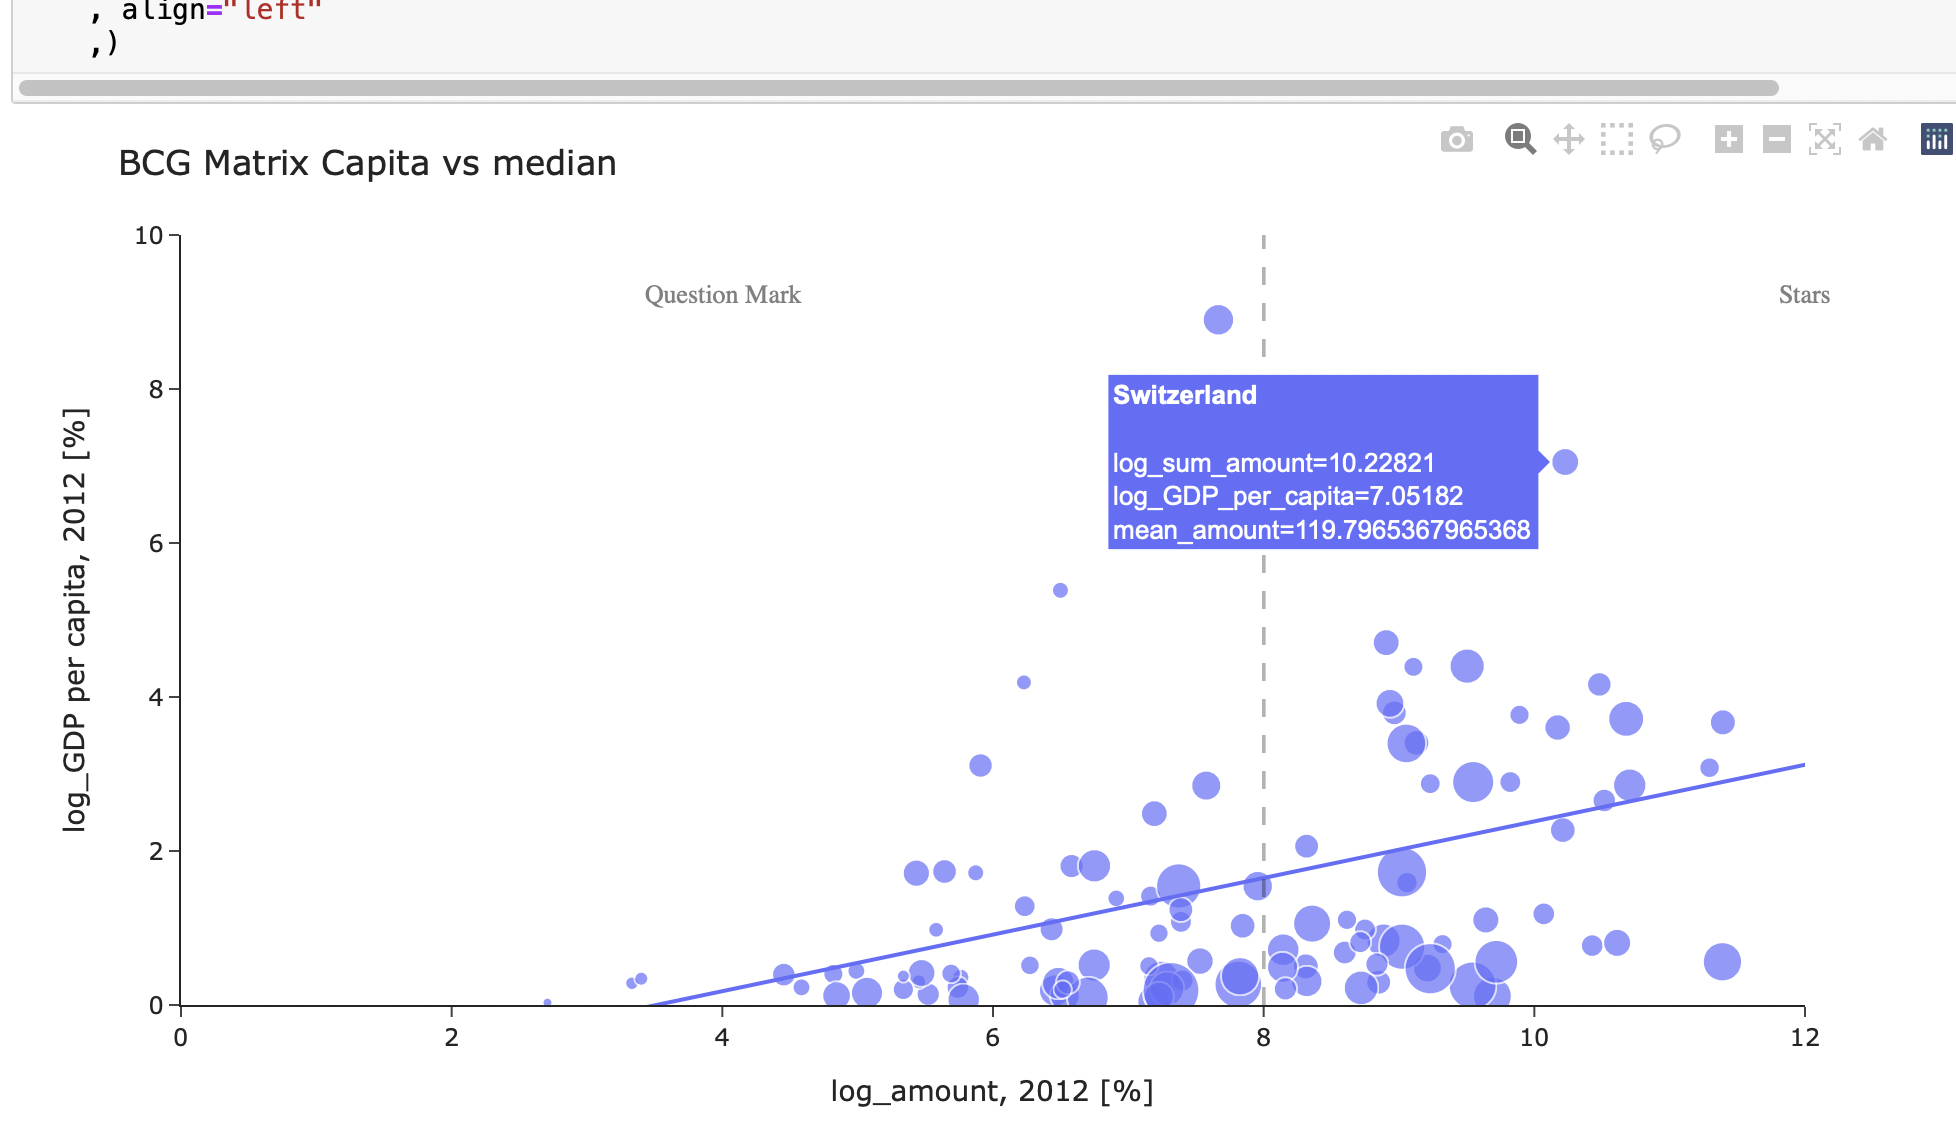 , align="left"
,)
BCG Matrix Capita vs median
10
Question Mark
Stars
8
Switzerland
log_sum_amount=10.22821
log_GDP_per_capita=7.05182
mean_amount=119.7965367965368
6
4
2
0
log_GDP per capita, 2012 [%]
0 2 4 6 8 10 12
log_amount, 2012 [%]